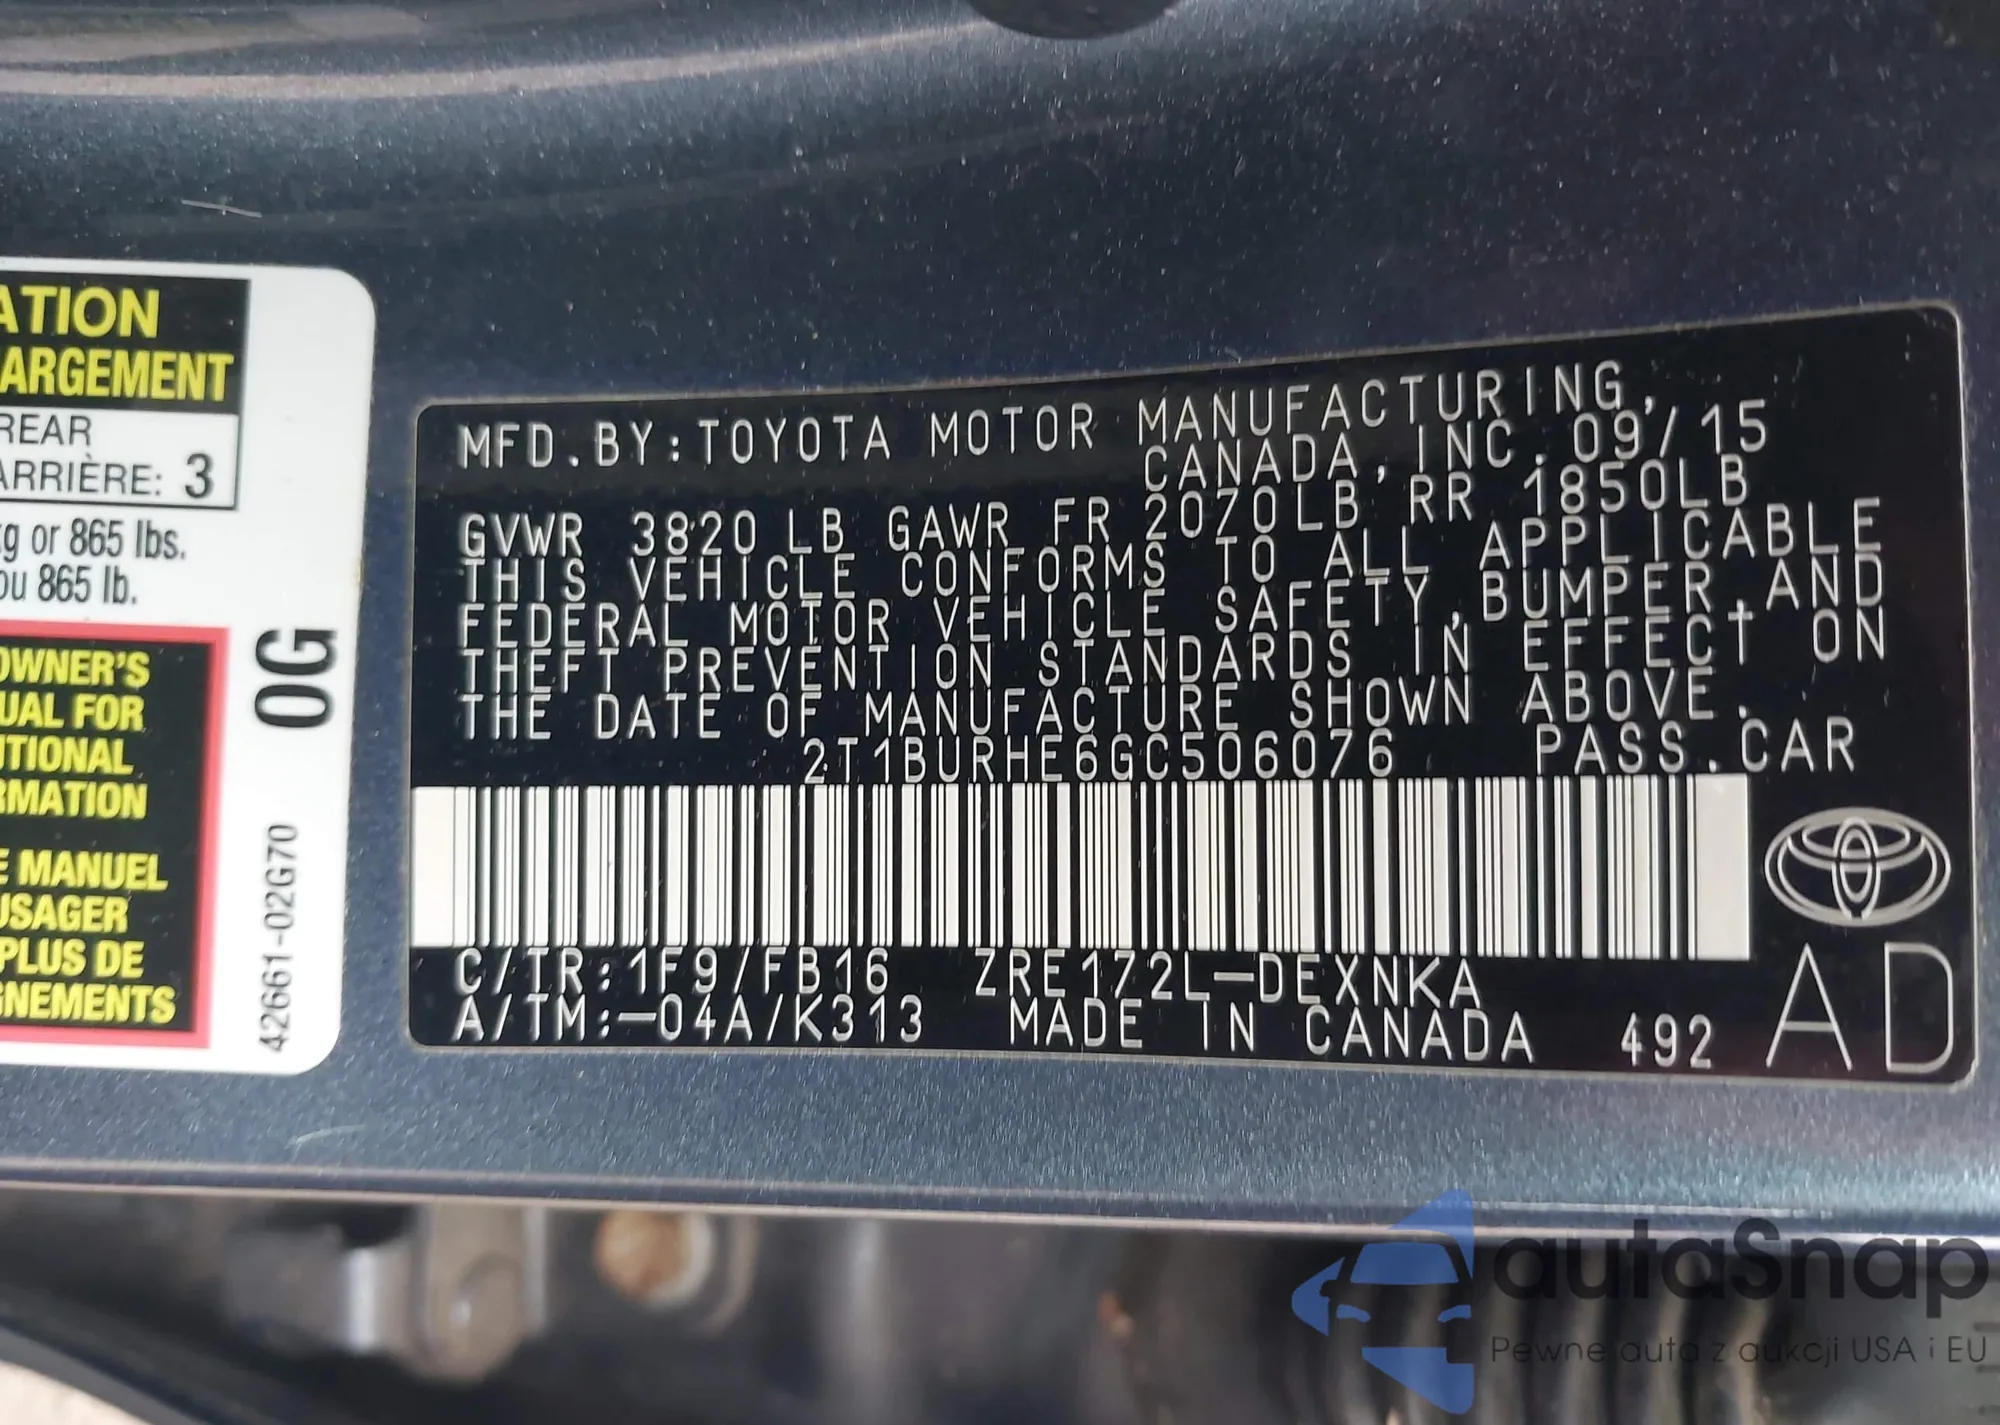 ATION
ARGEMENT
REAR
ARRIÈRE: 3
kg or 865 lbs.
ou 865 lb.
OWNER'S
UAL FOR
ITIONAL
RMATION
E MANUEL
USAGER
PLUS DE
GNEMENTS
0G
42661-02G70
MFD.BY:TOYOTA MOTOR MANUFACTURING,
CANADA, INC. 09/15
GVWR 3820 LB GAWR FR 2070LB RR 1850LB
THIS VEHICLE CONFORMS TO ALL APPLICABLE
FEDERAL MOTOR VEHICLE SAFETY,BUMPER,AND
THEFT PREVENTION STANDARDS IN EFFECT ON
THE DATE OF MANUFACTURE SHOWN ABOVE.
2T1BURHE6GC506076 PASS.CAR
C/TR:1F9/FB16 ZRE172L-DEXNKA
A/TM:-04A/K313 MADE IN CANADA 492
AD
autaSnap
Pewne auta z aukcji USA i EU